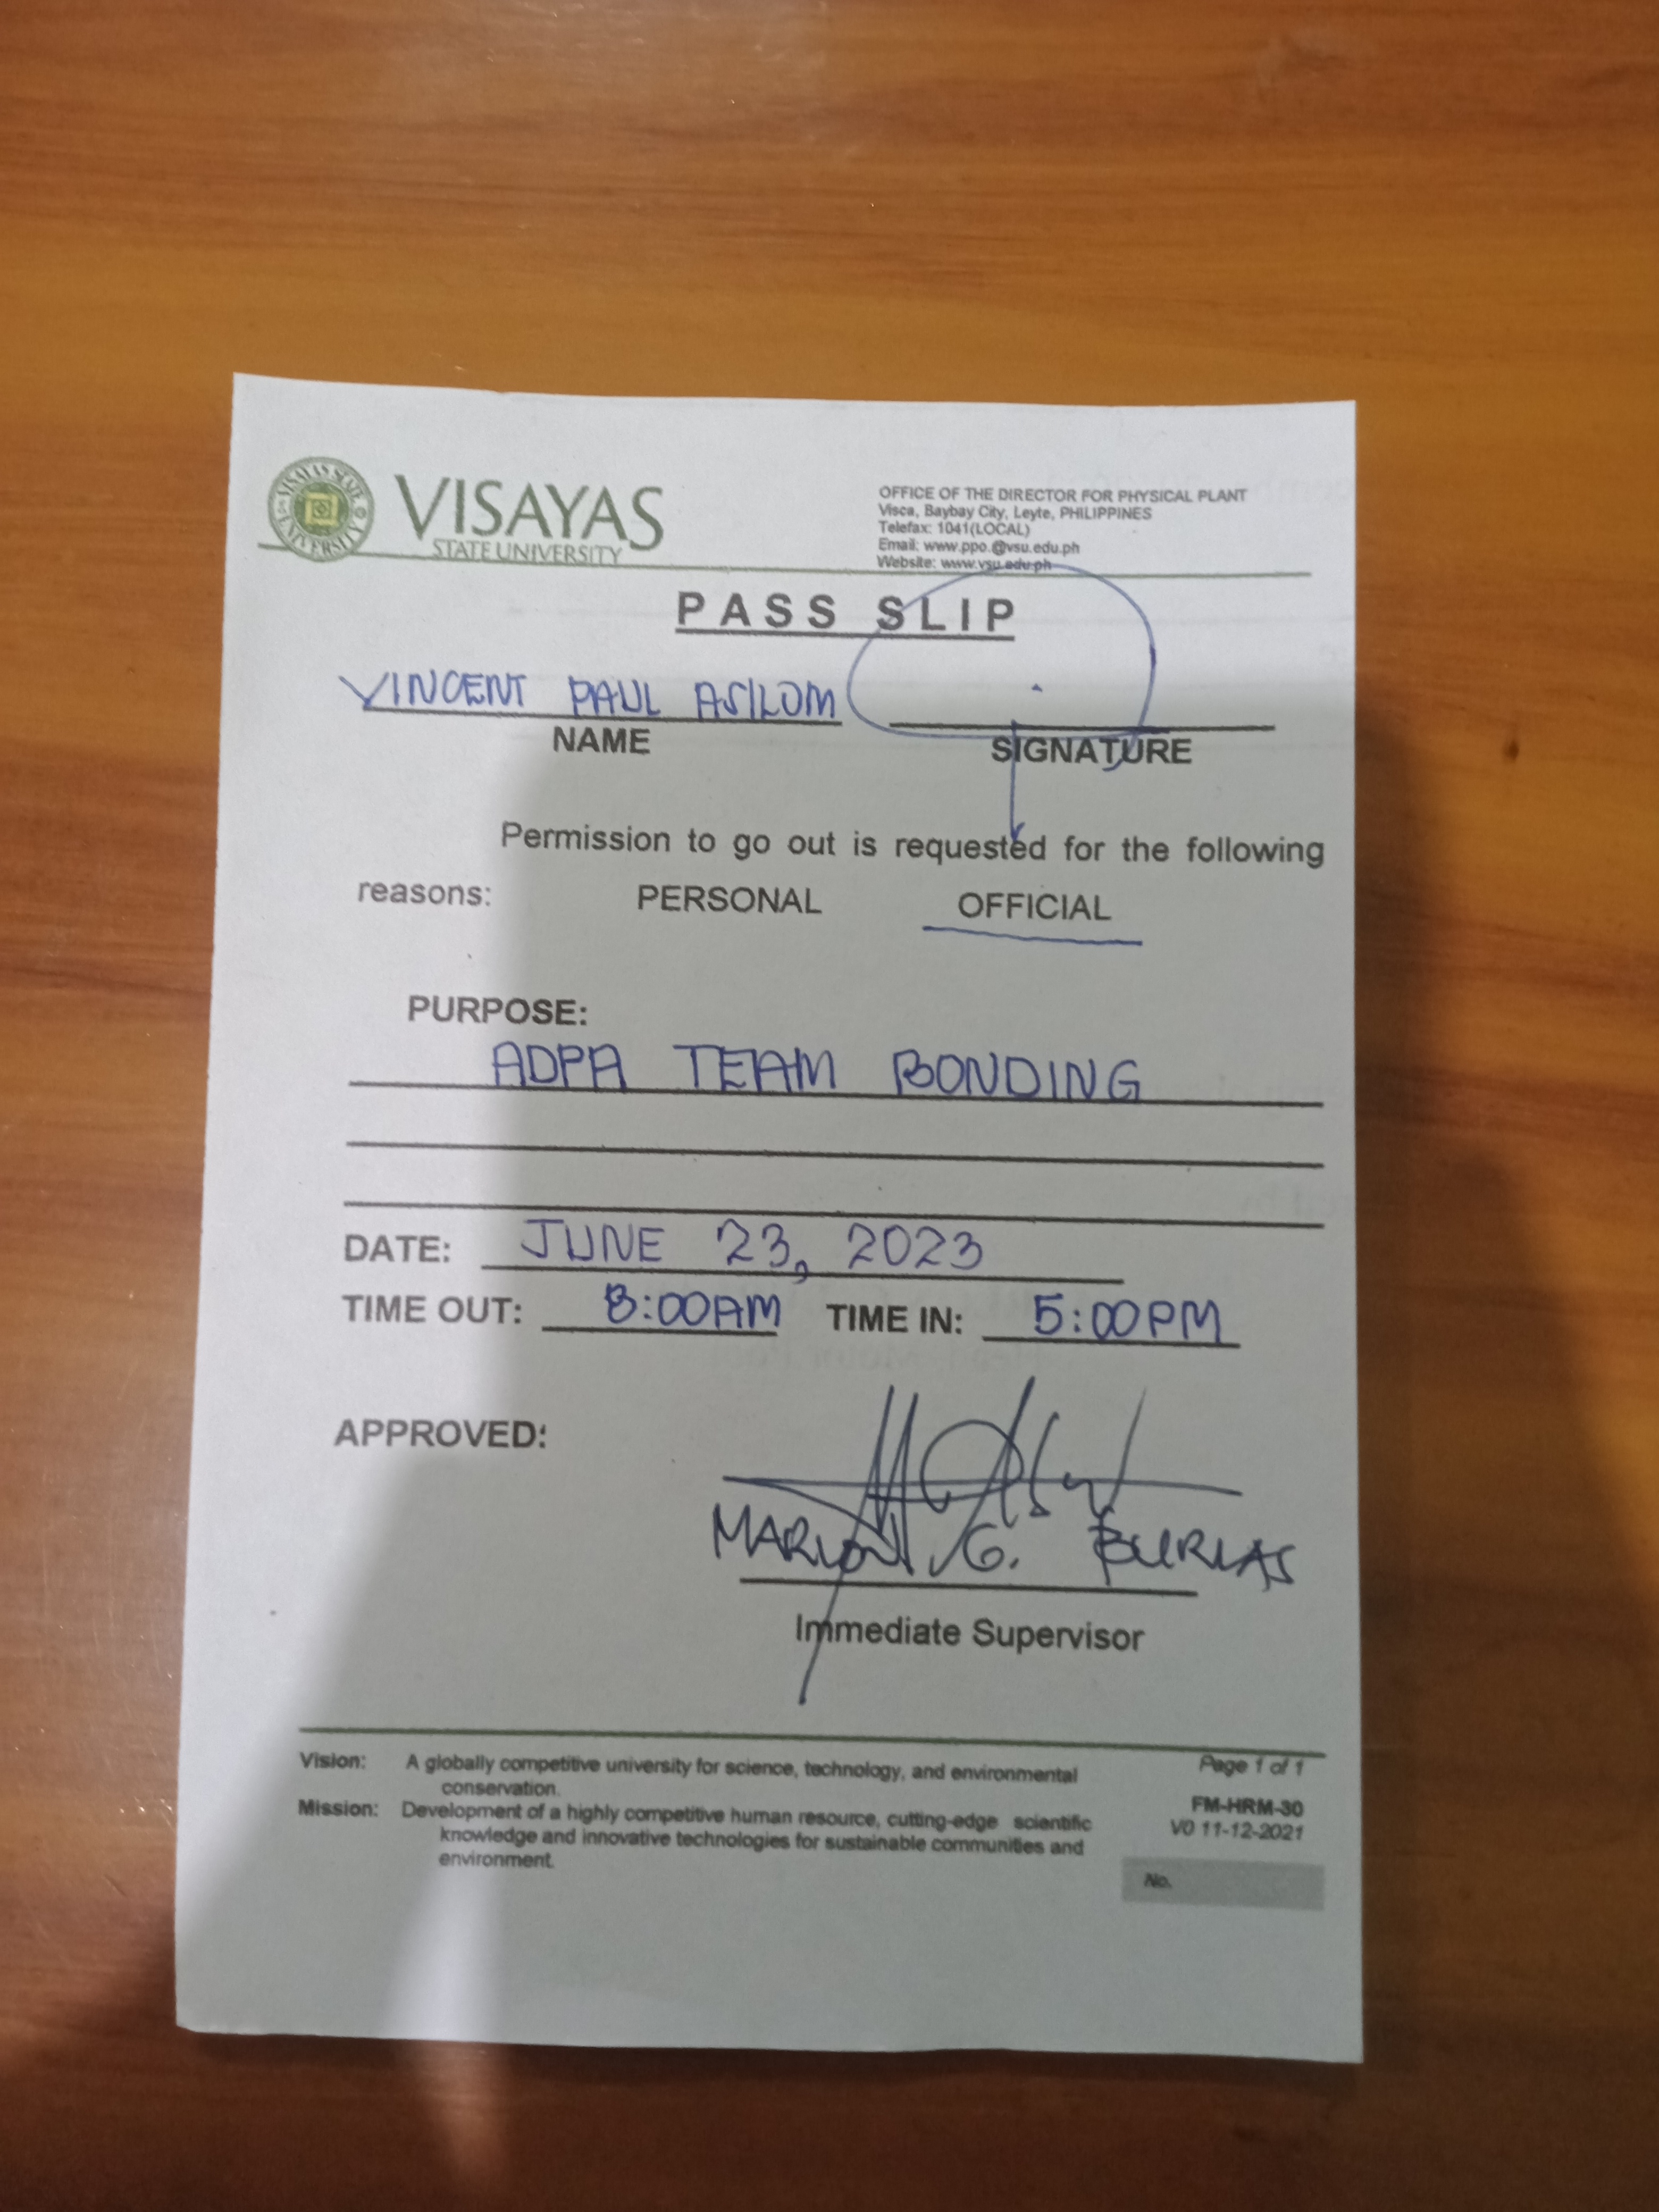 VISAYAS
STATE UNIVERSITY
OFFICE OF THE DIRECTOR FOR PHYSICAL PLANT
Visca, Baybay City, Leyte, PHILIPPINES
Telefax: 1041(LOCAL)
Email: www.ppo.@vsu.edu.ph
Website: www.vsu.edu.ph
PASS SLIP
VINCENT PAUL ASILOM
NAME SIGNATURE
Permission to go out is requested for the following
reasons: PERSONAL OFFICIAL
PURPOSE:
ADPA TEAM BONDING
DATE: JUNE 23, 2023
TIME OUT: 8:00AM TIME IN: 5:00PM
APPROVED:
MARLON G. BURLAS
Immediate Supervisor
Vision: A globally competitive university for science, technology, and environmental
conservation.
Mission: Development of a highly competitive human resource, cutting-edge scientific
knowledge and innovative technologies for sustainable communities and
environment.
Page 1 of 1
FM-HRM-30
V0 11-12-2021
No.